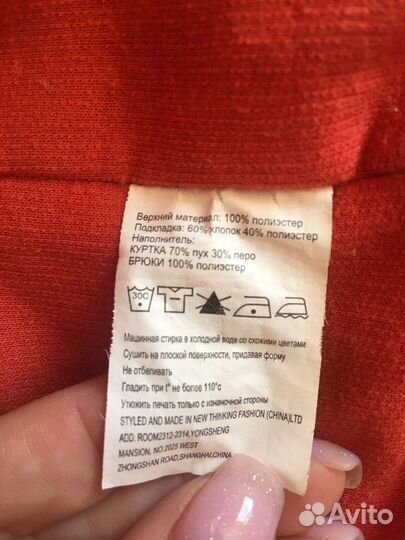 Верхний материал: 100% полиэстер
Подкладка: 60% хлопок 40% полиэстер
Наполнитель:
КУРТКА 70% пух 30% перо
БРЮКИ 100% полиэстер
30C
Машинная стирка в холодной воде со схожими цветами
Сушить на плоской поверхности, придавая форму
Не отбеливать
Гладить при t° не более 110°c
Утюжить печать только с изнаночной стороны
STYLED AND MADE IN NEW THINKING FASHION (CHINA)LTD
ADD. ROOM2312-2314,YONGSHENG
MANSION, NO.2025 WEST
ZHONGSHAN ROAD,SHANGHAI,CHINA
Avito